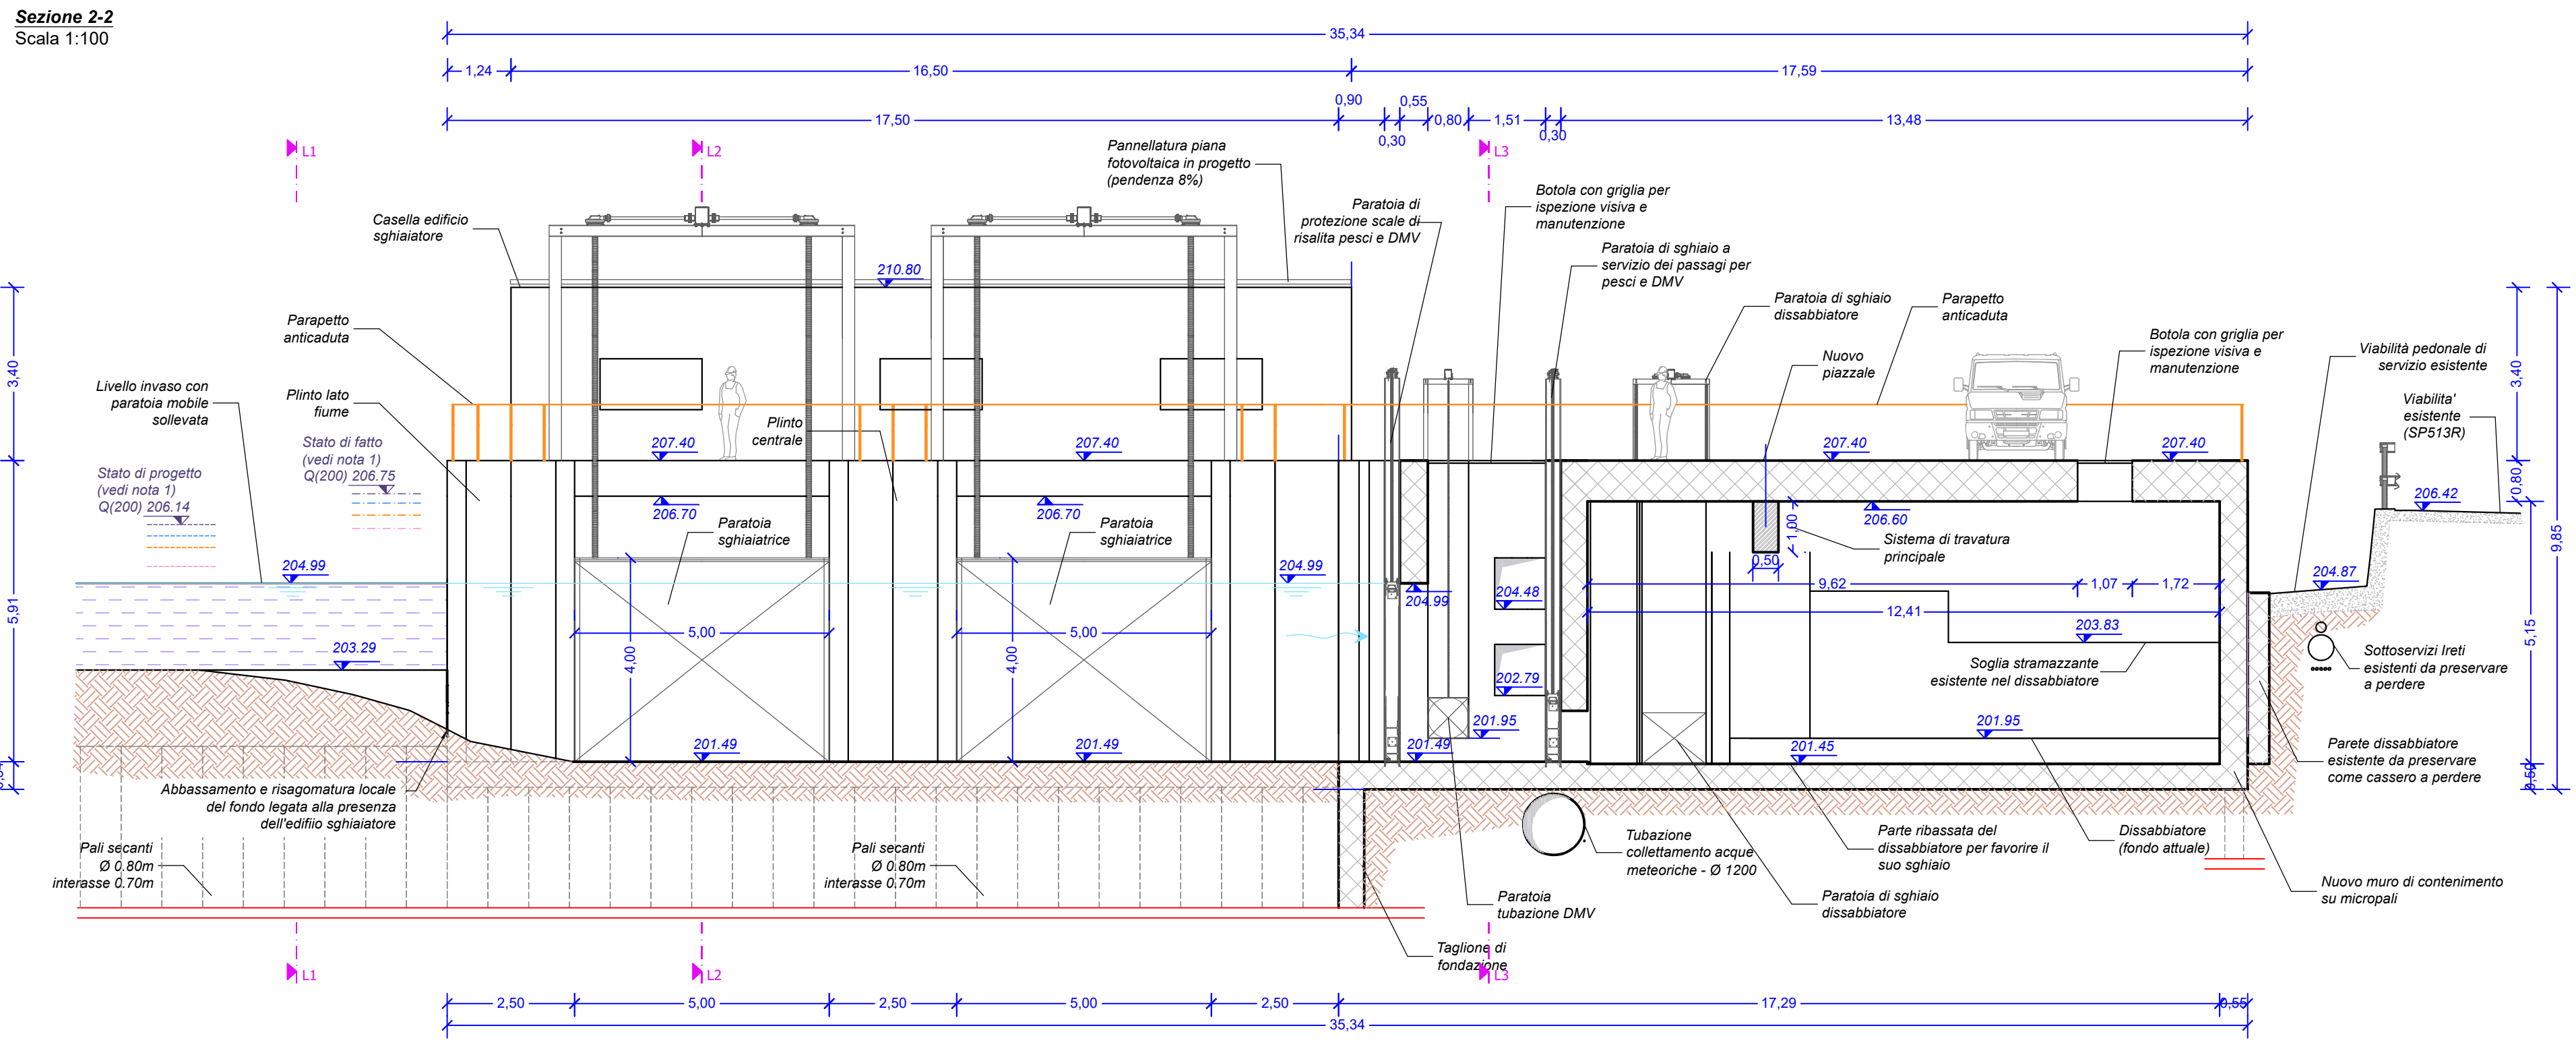 Sezione 2-2
Scala 1:100
35,34
1,24
16,50
17,59
17,50
0,90
0,30
0,55
0,80
1,51
0,30
13,48
L1
L2
L3
Pannellatura piana
fotovoltaica in progetto
(pendenza 8%)
Casella edificio
sghiaiatore
Paratoia di
protezione scale di
risalita pesci e DMV
Botola con griglia per
ispezione visiva e
manutenzione
Paratoia di sghiaio a
servizio dei passagi per
pesci e DMV
Paratoia di sghiaio
dissabbiatore
Parapetto
anticaduta
Nuovo
piazzale
Botola con griglia per
ispezione visiva e
manutenzione
Viabilità pedonale di
servizio esistente
Viabilita'
esistente
(SP513R)
210.80
Parapetto
anticaduta
Plinto lato
fiume
Livello invaso con
paratoia mobile
sollevata
Stato di fatto
(vedi nota 1)
Q(200) 206.75
Stato di progetto
(vedi nota 1)
Q(200) 206.14
Plinto
centrale
3,40
5,91
207.40
207.40
207.40
207.40
206.70
206.70
206.60
206.42
Paratoia
sghiaiatrice
Paratoia
sghiaiatrice
1,00
0,50
Sistema di travatura
principale
3,40
0,80
9,85
5,15
0,50
204.99
204.99
204.99
204.48
204.87
9,62
1,07
1,72
12,41
5,00
4,00
5,00
4,00
203.29
203.83
202.79
Soglia stramazzante
esistente nel dissabbiatore
Sottoservizi Ireti
esistenti da preservare
a perdere
201.49
201.49
201.49
201.95
201.45
201.95
Parete dissabbiatore
esistente da preservare
come cassero a perdere
Abbassamento e risagomatura locale
del fondo legata alla presenza
dell'edifiio sghiaiatore
Pali secanti
Ø 0.80m
interasse 0.70m
Pali secanti
Ø 0.80m
interasse 0.70m
Tubazione
collettamento acque
meteoriche - Ø 1200
Parte ribassata del
dissabbiatore per favorire il
suo sghiaio
Dissabbiatore
(fondo attuale)
Nuovo muro di contenimento
su micropali
Paratoia
tubazione DMV
Paratoia di sghiaio
dissabbiatore
Taglione di
fondazione
L1
L2
L3
2,50
5,00
2,50
5,00
2,50
17,29
0,55
35,34